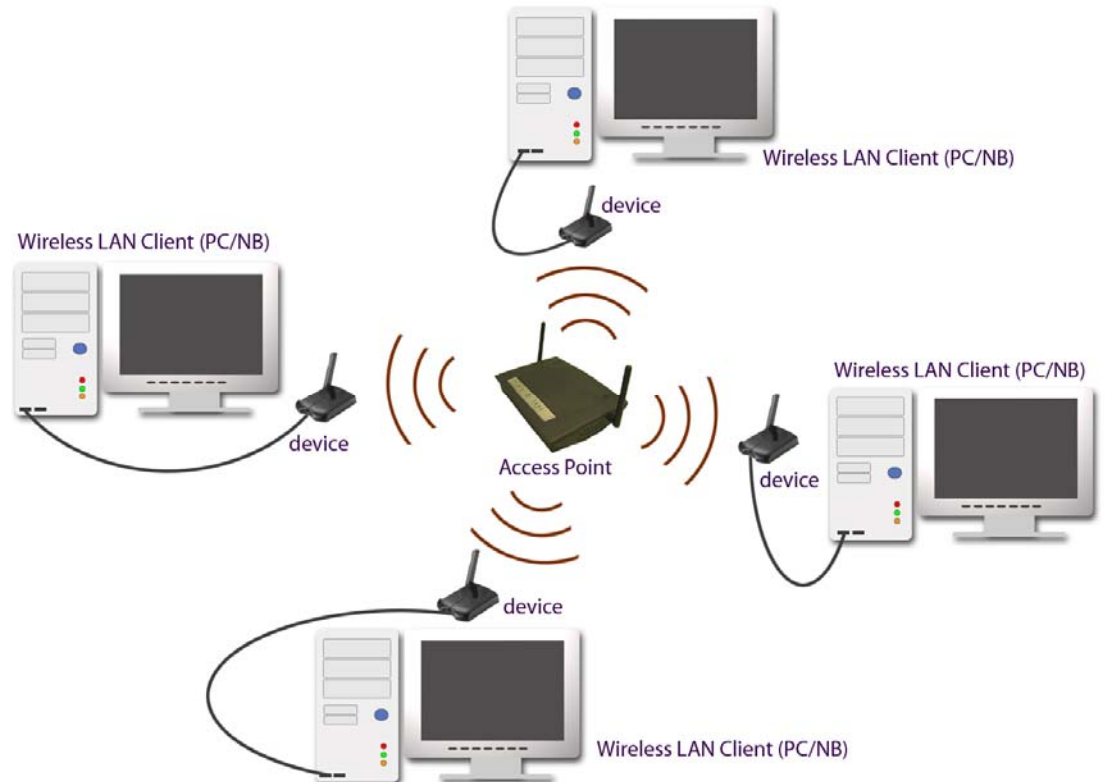 Wireless LAN Client (PC/NB)
device
Wireless LAN Client (PC/NB)
device
Access Point
Wireless LAN Client (PC/NB)
device
device
Wireless LAN Client (PC/NB)